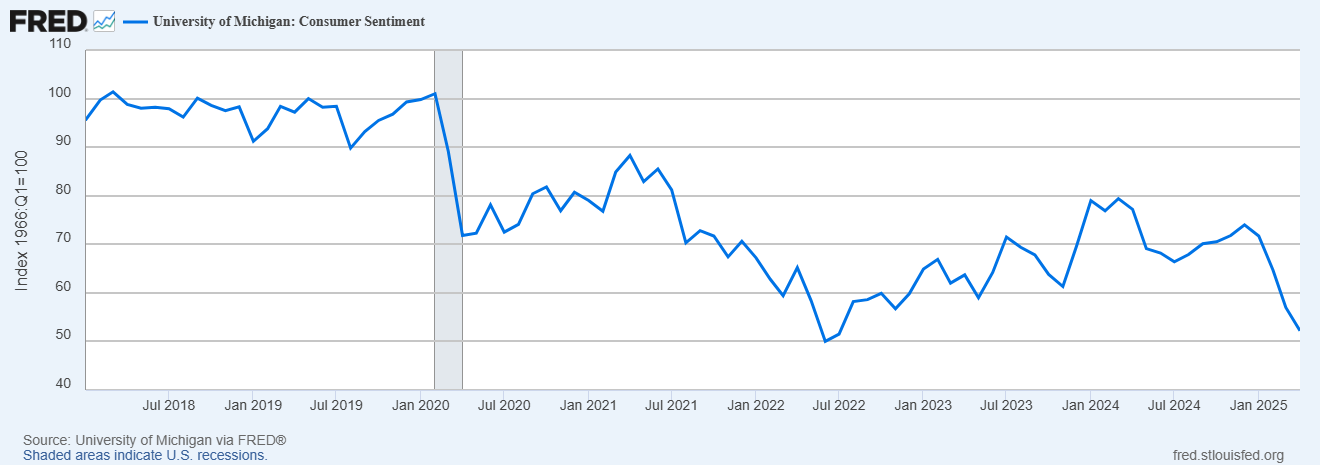 FRED® University of Michigan: Consumer Sentiment
110
100
90
80
70
60
50
40
Index 1966:Q1=100
Jul 2018 Jan 2019 Jul 2019 Jan 2020 Jul 2020 Jan 2021 Jul 2021 Jan 2022 Jul 2022 Jan 2023 Jul 2023 Jan 2024 Jul 2024 Jan 2025
Source: University of Michigan via FRED®
Shaded areas indicate U.S. recessions.
fred.stlouisfed.org